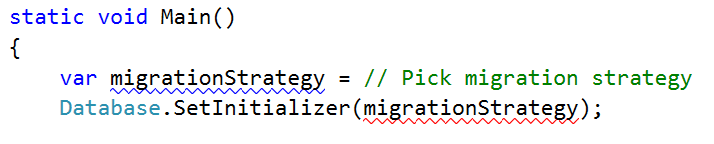 static void Main()
{
var migrationStrategy = // Pick migration strategy
Database.SetInitializer(migrationStrategy);